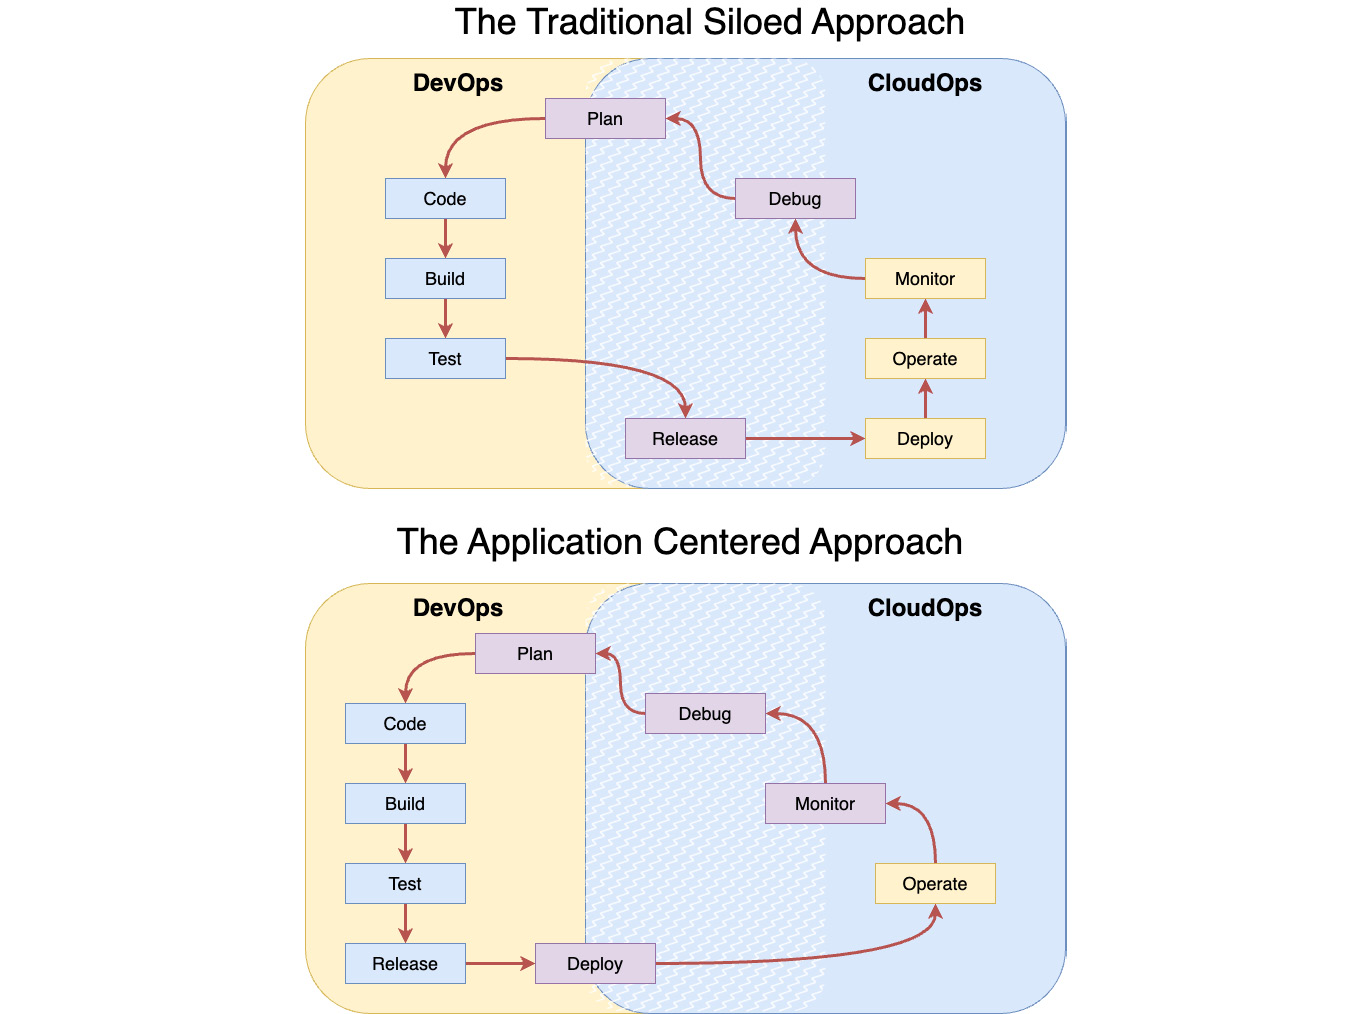 The Traditional Siloed Approach
DevOps
CloudOps
Plan
Code
Debug
Build
Monitor
Test
Operate
Release
Deploy
The Application Centered Approach
DevOps
CloudOps
Plan
Debug
Code
Build
Monitor
Test
Operate
Release
Deploy